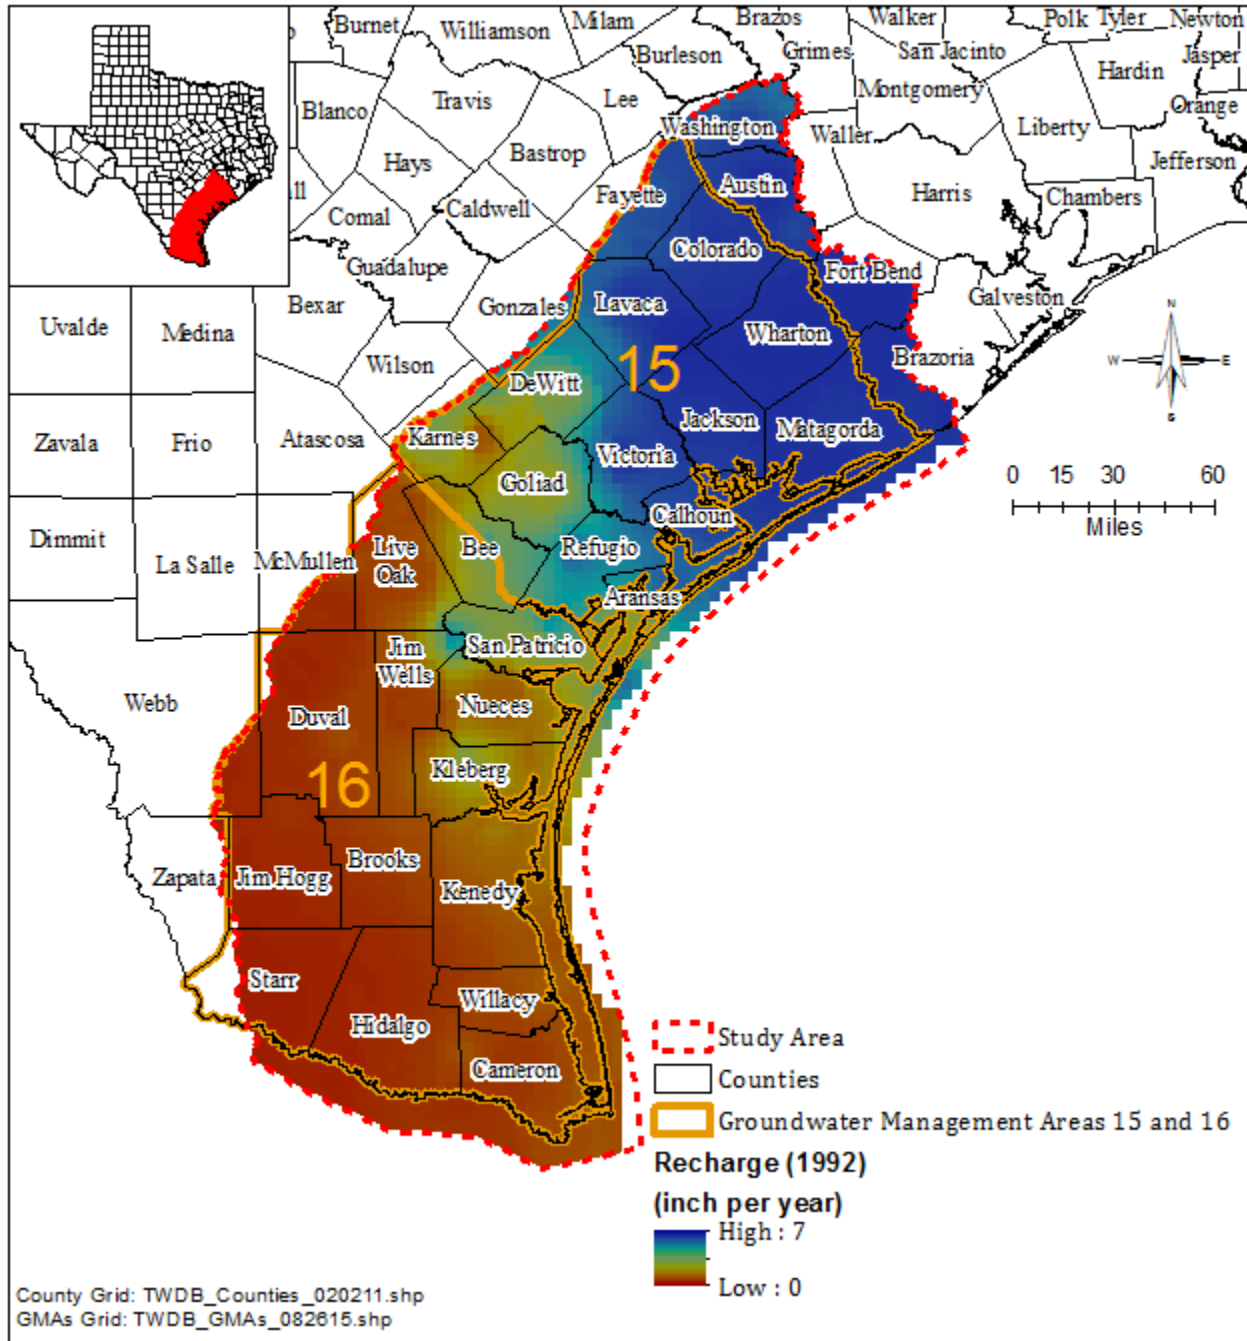 Burnet
Williamson
Milam
Brazos
Walker
Polk
Tyler
Newton
Burleson
Grimes
San Jacinto
Jasper
Blanco
Travis
Lee
Montgomery
Hardin
Orange
Washington
Waller
Liberty
Hays
Bastrop
Jefferson
Fayette
Austin
Harris
Chambers
Comal
Caldwell
Colorado
Guadalupe
Fort Bend
Bexar
Gonzales
Lavaca
Galveston
Uvalde
Medina
Wharton
N
W
E
S
Wilson
15
Brazoria
DeWitt
Zavala
Frio
Atascosa
Karnes
Jackson
Matagorda
Goliad
Victoria
0 15 30 60
Miles
Dimmit
La Salle
McMullen
Live
Oak
Bee
Refugio
Calhoun
Aransas
Jim
Wells
San Patricio
Webb
Duval
Nueces
16
Kleberg
Zapata
Jim Hogg
Brooks
Kenedy
Starr
Hidalgo
Willacy
Cameron
Study Area
Counties
Groundwater Management Areas 15 and 16
Recharge (1992)
(inch per year)
High : 7
Low : 0
County Grid: TWDB_Counties_020211.shp
GMAs Grid: TWDB_GMAs_082615.shp